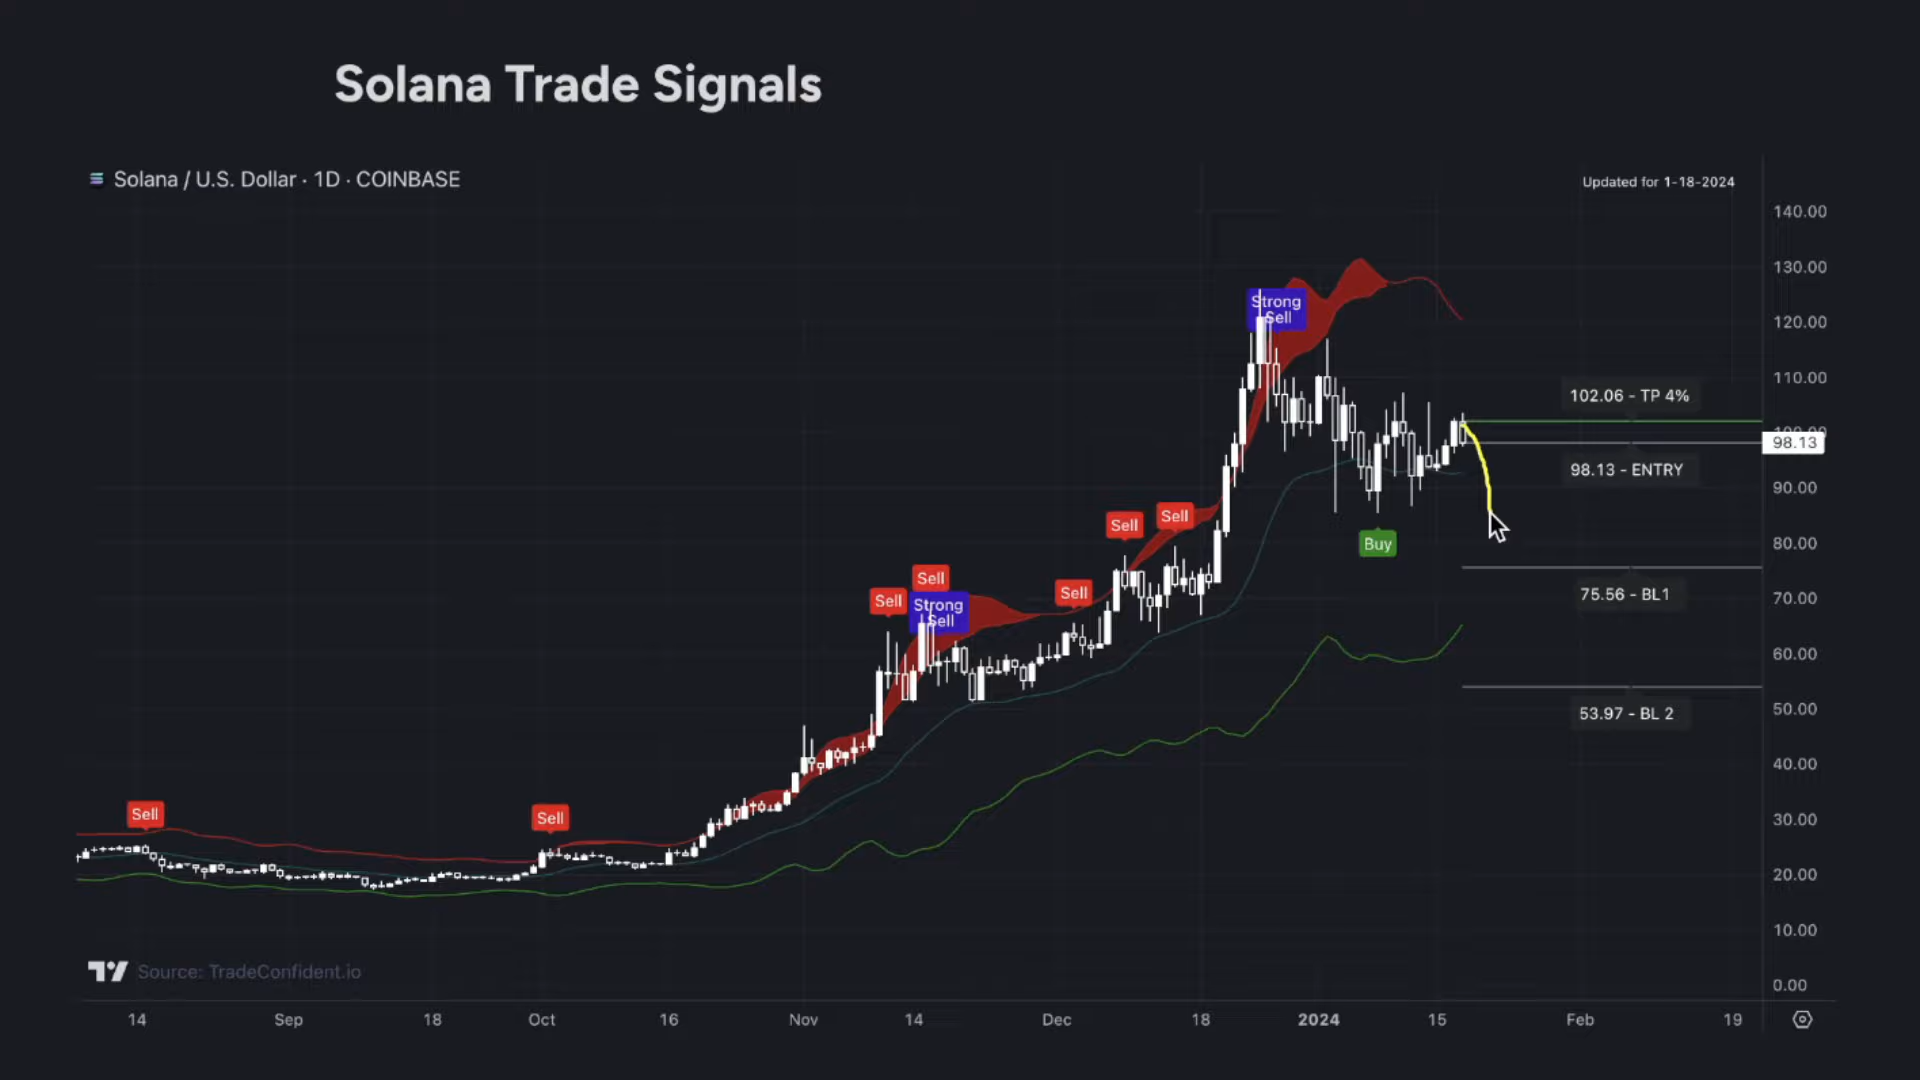 Solana Trade Signals
Solana / U.S. Dollar · 1D · COINBASE
Updated for 1-18-2024
140.00
130.00
120.00
110.00
100.00
98.13
90.00
80.00
70.00
60.00
50.00
40.00
30.00
20.00
10.00
0.00
102.06 - TP 4%
98.13 - ENTRY
75.56 - BL1
53.97 - BL 2
Strong
Sell
Buy
Sell
Sell
Sell
Sell
Sell
Strong
Sell
Sell
Sell
Source: TradeConfident.io
14
Sep
18
Oct
16
Nov
14
Dec
18
2024
15
Feb
19